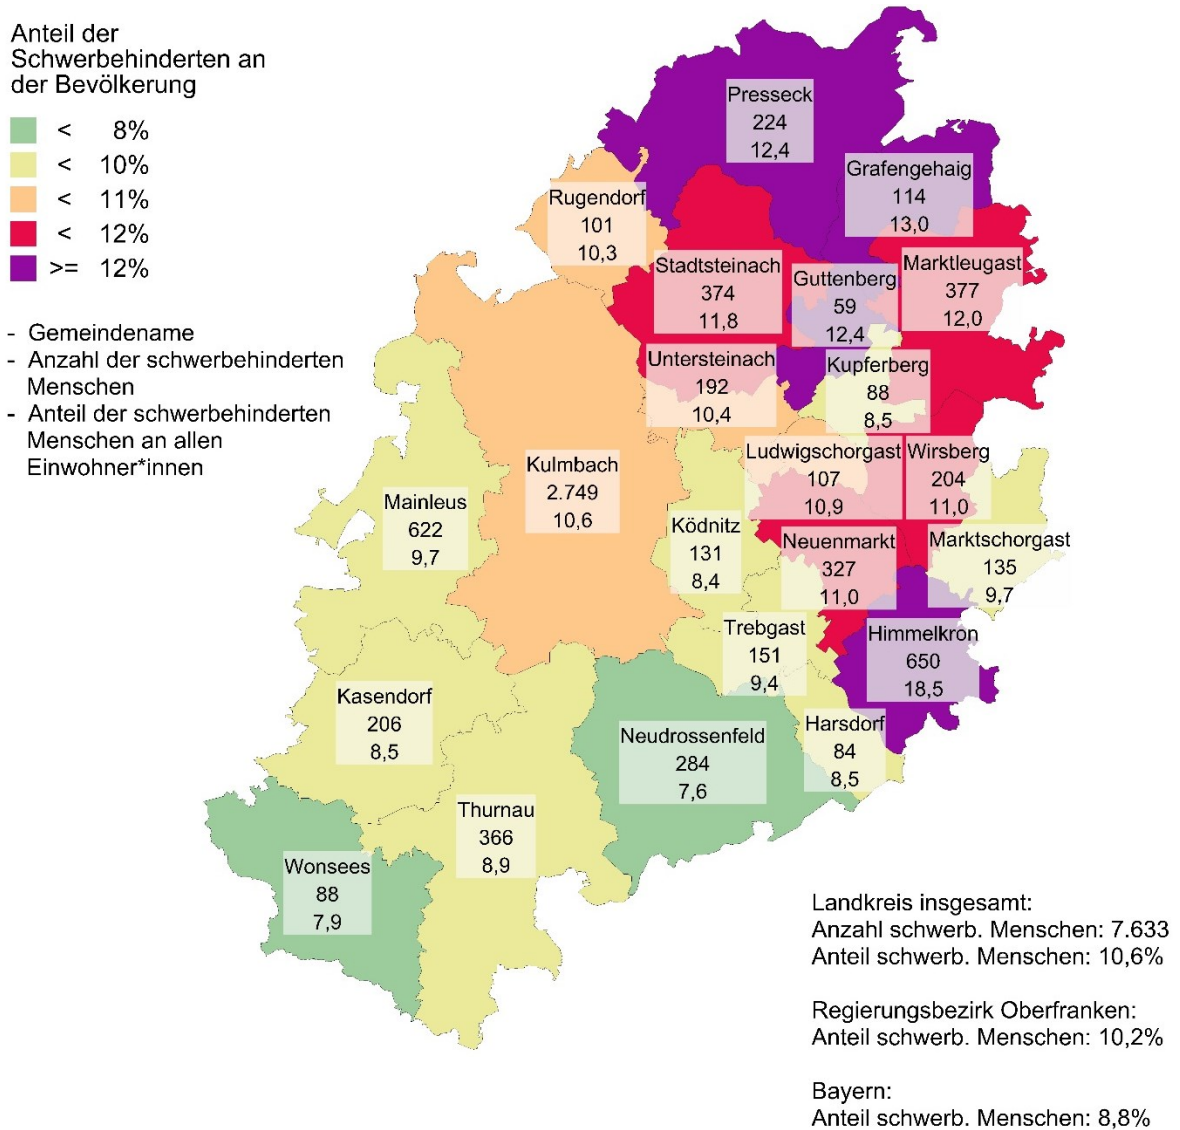 Anteil der
Schwerbehinderten an
der Bevölkerung
< 8%
< 10%
< 11%
< 12%
>= 12%
- Gemeindename
- Anzahl der schwerbehinderten
Menschen
- Anteil der schwerbehinderten
Menschen an allen
Einwohner*innen
Presseck
224
12,4
Grafengehaig
114
13,0
Rugendorf
101
10,3
Stadtsteinach
374
11,8
Guttenberg
59
12,4
Marktleugast
377
12,0
Untersteinach
192
10,4
Kupferberg
88
8,5
Kulmbach
2.749
10,6
Ludwigschorgast
107
10,9
Wirsberg
204
11,0
Mainleus
622
9,7
Ködnitz
131
8,4
Neuenmarkt
327
11,0
Marktschorgast
135
9,7
Trebgast
151
9,4
Himmelkron
650
18,5
Kasendorf
206
8,5
Neudrossenfeld
284
7,6
Harsdorf
84
8,5
Thurnau
366
8,9
Wonsees
88
7,9
Landkreis insgesamt:
Anzahl schwerb. Menschen: 7.633
Anteil schwerb. Menschen: 10,6%
Regierungsbezirk Oberfranken:
Anteil schwerb. Menschen: 10,2%
Bayern:
Anteil schwerb. Menschen: 8,8%